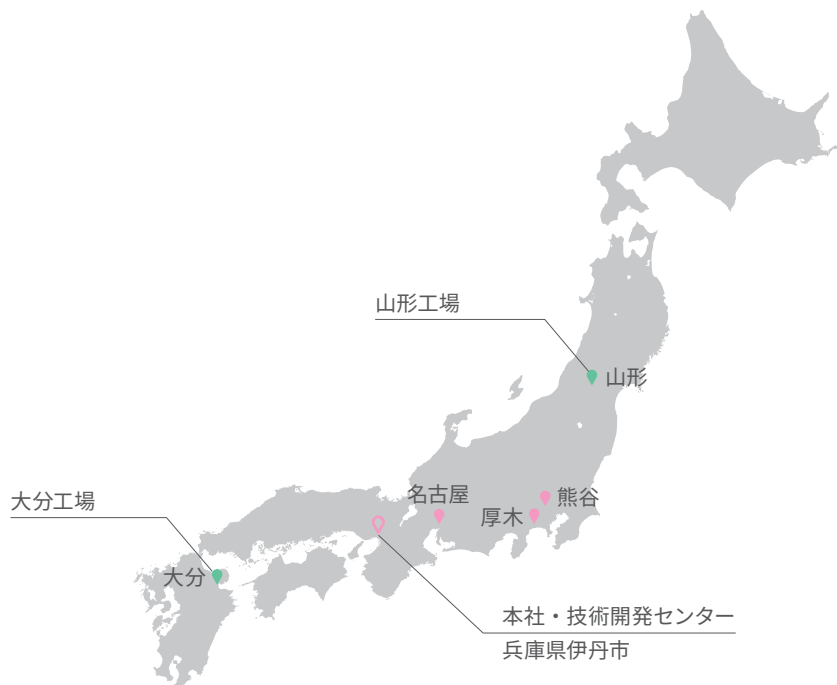 山形工場
山形
大分工場
名古屋
熊谷
厚木
大分
本社・技術開発センター
兵庫県伊丹市